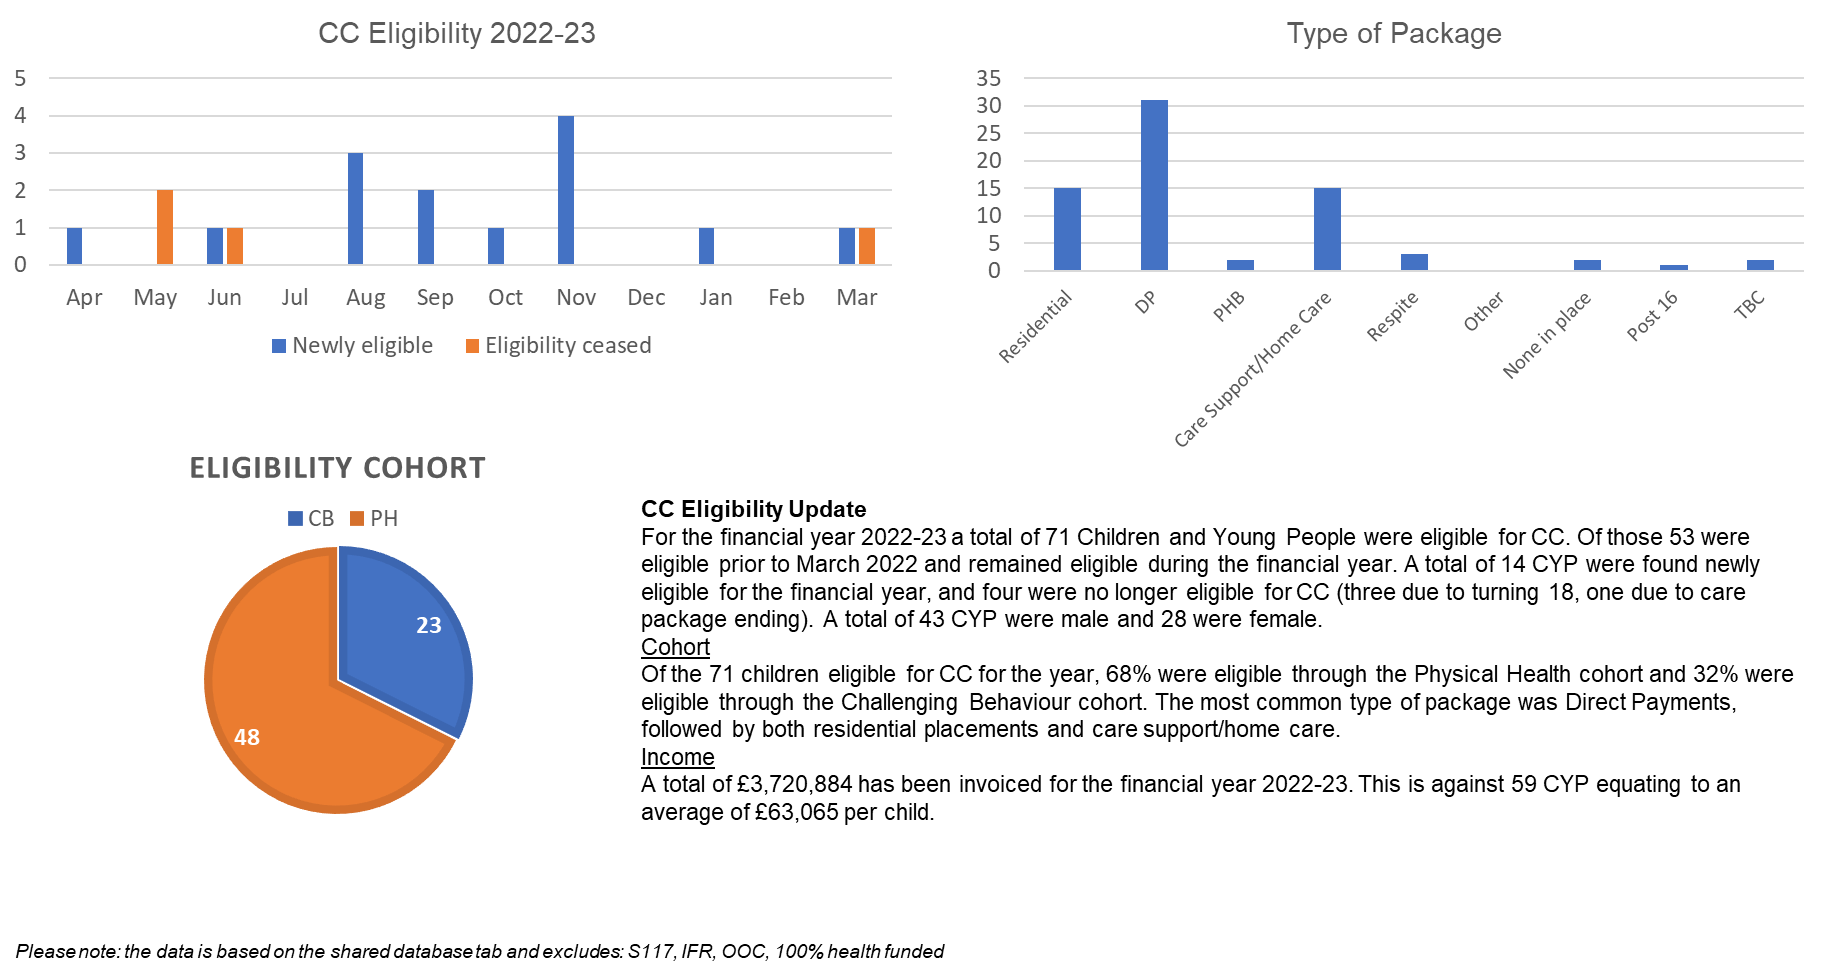 CC Eligibility 2022-23
5
4
3
2
1
0
Apr May Jun Jul Aug Sep Oct Nov Dec Jan Feb Mar
Newly eligible Eligibility ceased
Type of Package
35
30
25
20
15
10
5
0
Residential
DP
PHB
Care Support/Home Care
Respite
Other
None in place
Post 16
TBC
ELIGIBILITY COHORT
CB PH
23
48
CC Eligibility Update
For the financial year 2022-23 a total of 71 Children and Young People were eligible for CC. Of those 53 were
eligible prior to March 2022 and remained eligible during the financial year. A total of 14 CYP were found newly
eligible for the financial year, and four were no longer eligible for CC (three due to turning 18, one due to care
package ending). A total of 43 CYP were male and 28 were female.
Cohort
Of the 71 children eligible for CC for the year, 68% were eligible through the Physical Health cohort and 32% were
eligible through the Challenging Behaviour cohort. The most common type of package was Direct Payments,
followed by both residential placements and care support/home care.
Income
A total of £3,720,884 has been invoiced for the financial year 2022-23. This is against 59 CYP equating to an
average of £63,065 per child.
Please note: the data is based on the shared database tab and excludes: S117, IFR, OOC, 100% health funded